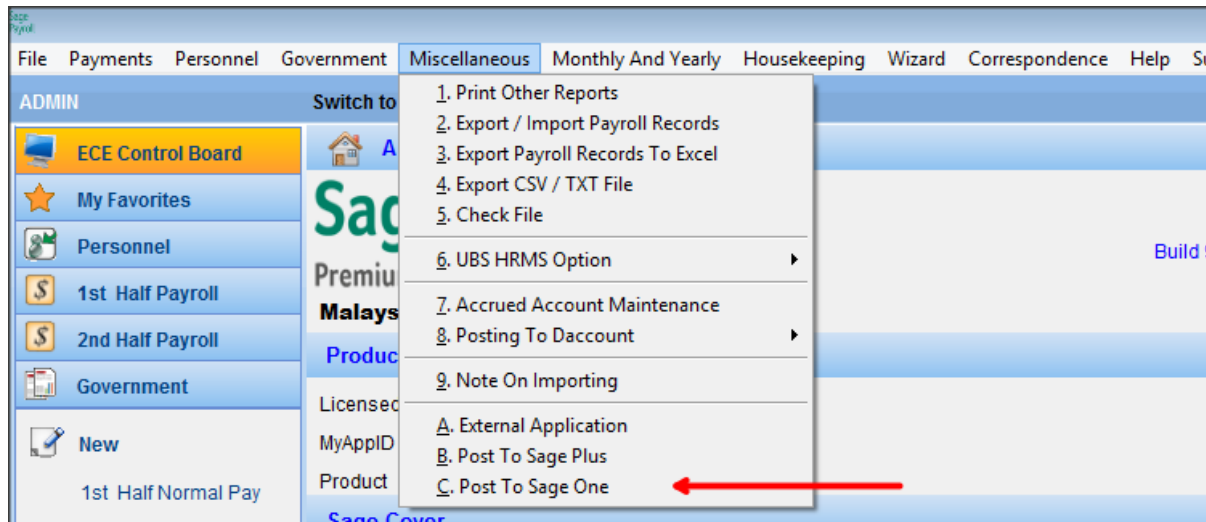 Sage
Payroll
File Payments Personnel Government Miscellaneous Monthly And Yearly Housekeeping Wizard Correspondence Help
ADMIN
Switch to
ECE Control Board
My Favorites
Personnel
1st Half Payroll
2nd Half Payroll
Government
New
1st Half Normal Pay
A
Sag
Premiu
Malays
Produc
Licensed
MyAppID
Product
Sage Cover
1. Print Other Reports
2. Export / Import Payroll Records
3. Export Payroll Records To Excel
4. Export CSV / TXT File
5. Check File
6. UBS HRMS Option
7. Accrued Account Maintenance
8. Posting To Daccount
9. Note On Importing
A. External Application
B. Post To Sage Plus
C. Post To Sage One
Build